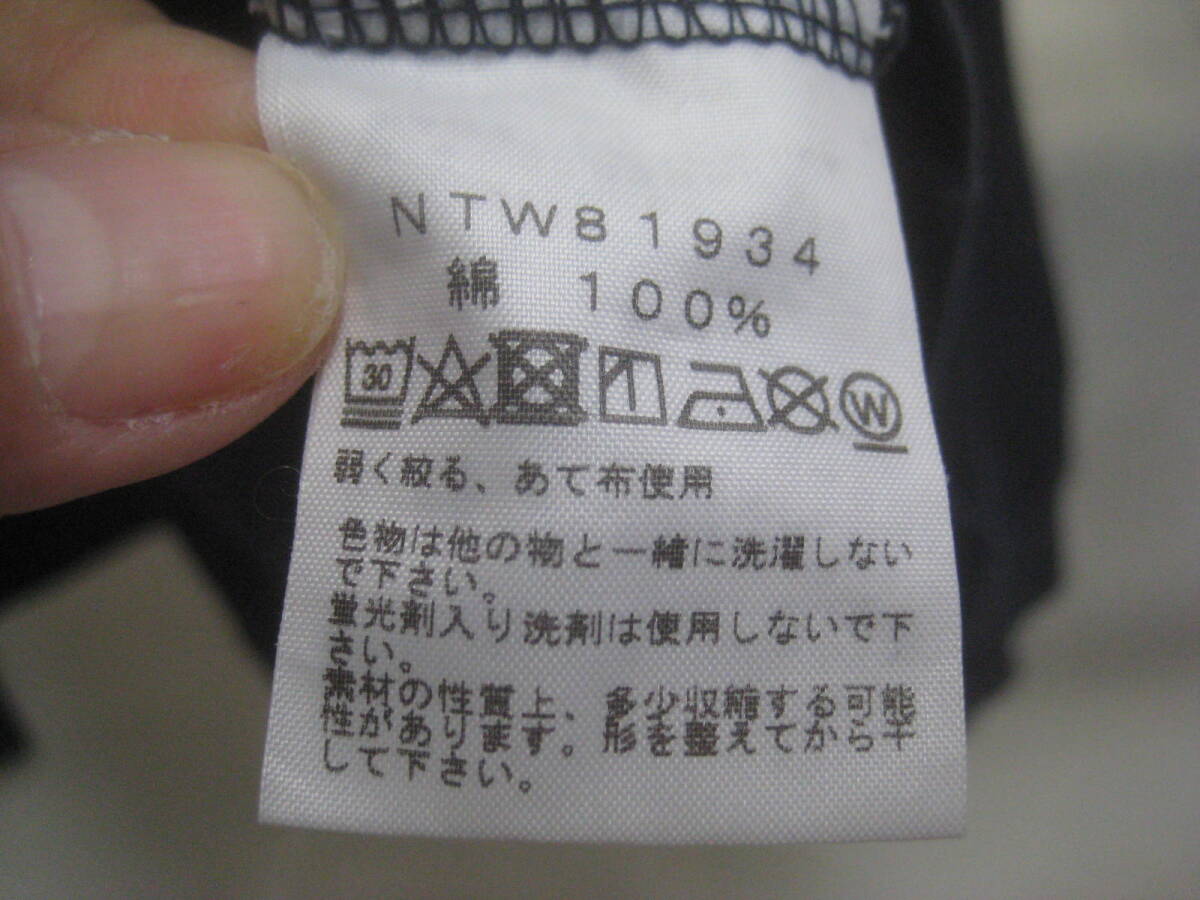 NTW81934
綿 100%
30 W
弱く絞る、あて布使用
色物は他の物と一緒に洗濯しない
で下さい。
蛍光剤入り洗剤は使用しないで下
さい。
素材の性質上、多少収縮する可能
性があります。形を整えてから干
して下さい。